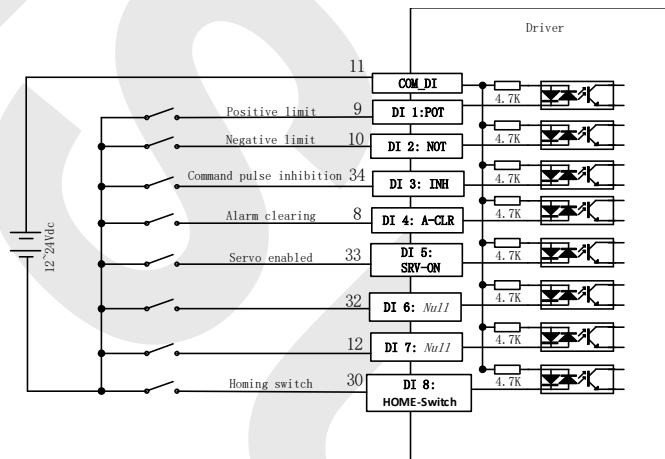 Driver
11
COM_DI
4.7K
Positive limit
9
DI 1:POT
4.7K
Negative limit
10
DI 2: NOT
4.7K
Command pulse inhibition
34
DI 3: INH
4.7K
Alarm clearing
8
DI 4: A-CLR
4.7K
Servo enabled
33
DI 5:
SRV-ON
4.7K
12~24Vdc
32
DI 6: Null
4.7K
12
DI 7: Null
4.7K
Homing switch
30
DI 8:
HOME-Switch